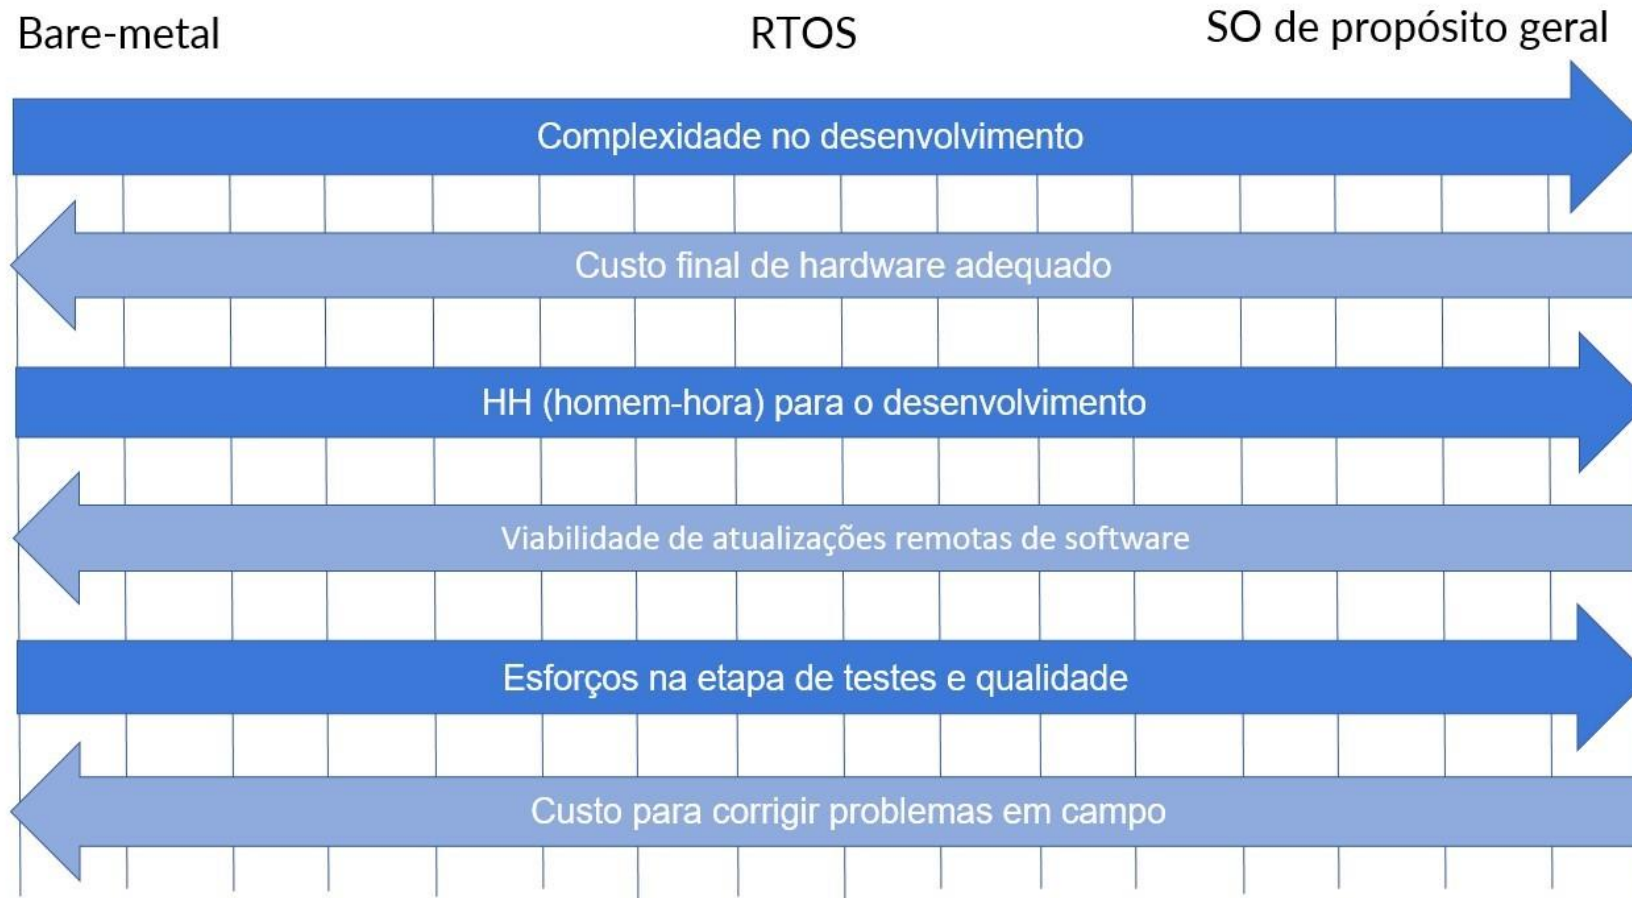 Bare-metal
RTOS
SO de propósito geral
Complexidade no desenvolvimento
Custo final de hardware adequado
HH (homem-hora) para o desenvolvimento
Viabilidade de atualizações remotas de software
Esforços na etapa de testes e qualidade
Custo para corrigir problemas em campo